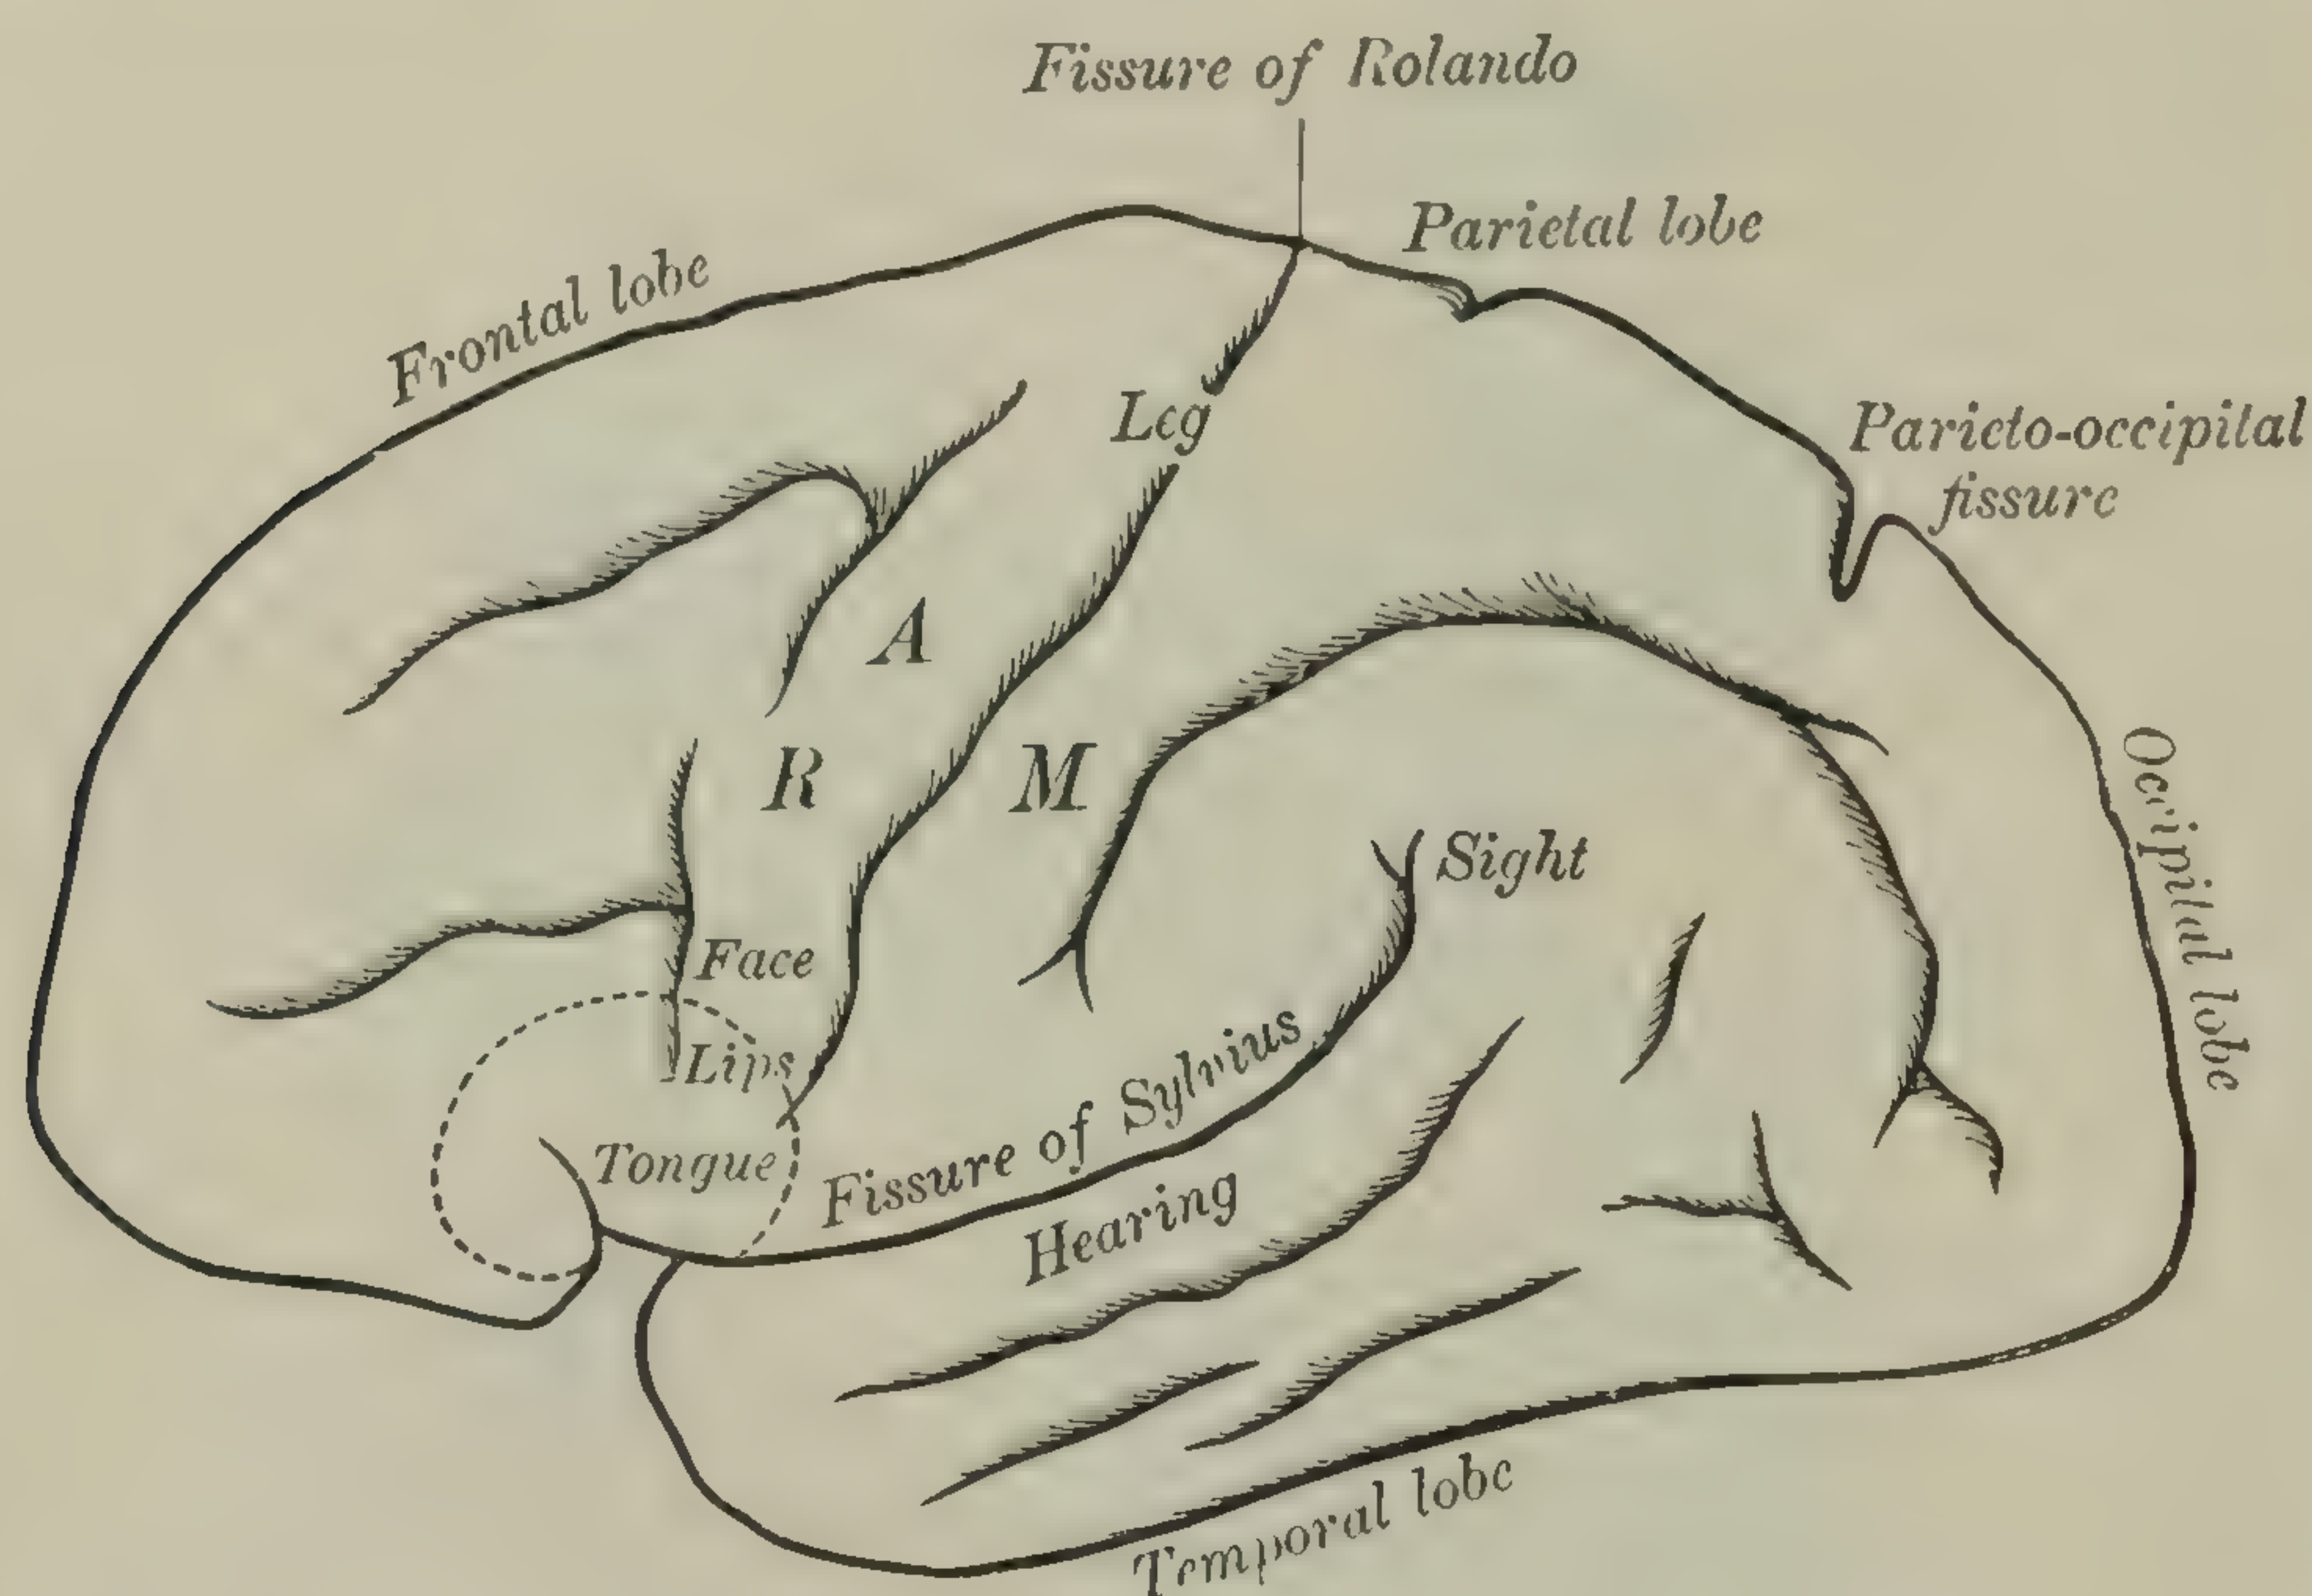 Fissure of Rolando
Parietal lobe
Frontal lobe
Leg
Parieto-occipital
fissure
A
R
M
Sight
Occipital lobe
Face
Lips
Tongue
Fissure of Sylvius
Hearing
Temporal lobe